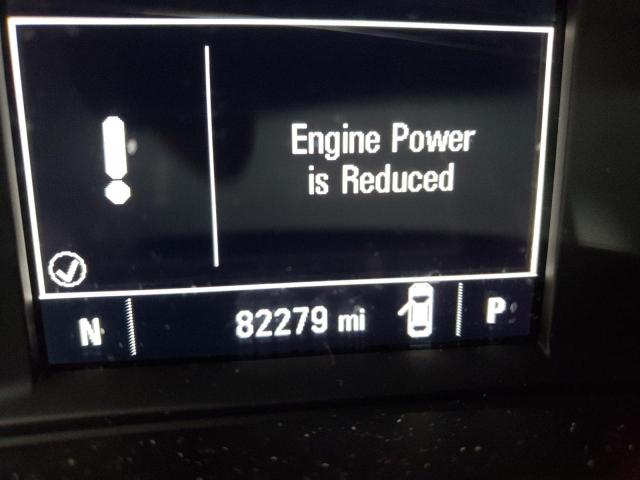 Engine Power
is Reduced
N
82279 mi
P